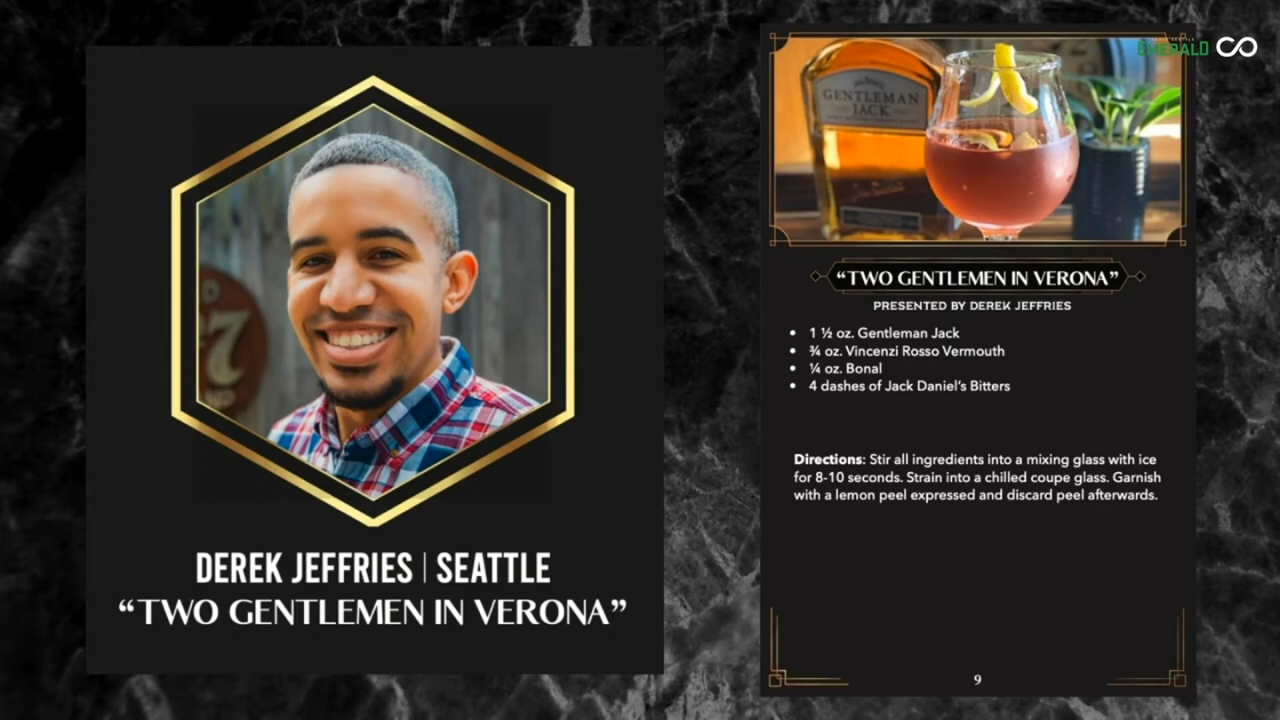 DEREK JEFFRIES | SEATTLE
“TWO GENTLEMEN IN VERONA”
EMERALD
GENTLEMAN
JACK
7
“TWO GENTLEMEN IN VERONA”
PRESENTED BY DEREK JEFFRIES
• 1 ½ oz. Gentleman Jack
• ¾ oz. Vincenzi Rosso Vermouth
• ¼ oz. Bonal
• 4 dashes of Jack Daniel’s Bitters
Directions: Stir all ingredients into a mixing glass with ice
for 8-10 seconds. Strain into a chilled coupe glass. Garnish
with a lemon peel expressed and discard peel afterwards.
9